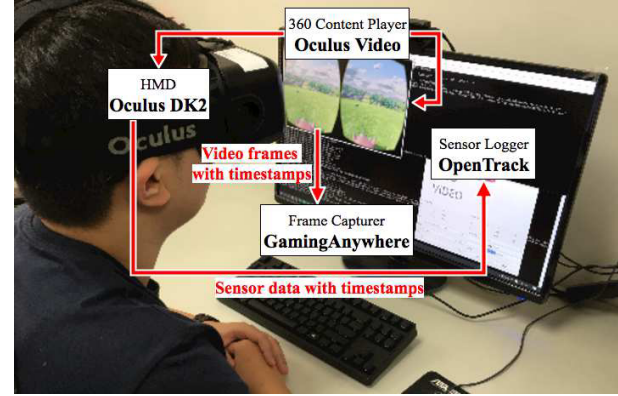 360 Content Player
Oculus Video
HMD
Oculus DK2
Oculus
Sensor Logger
OpenTrack
Video frames
with timestamps
Frame Capturer
GamingAnywhere
Sensor data with timestamps